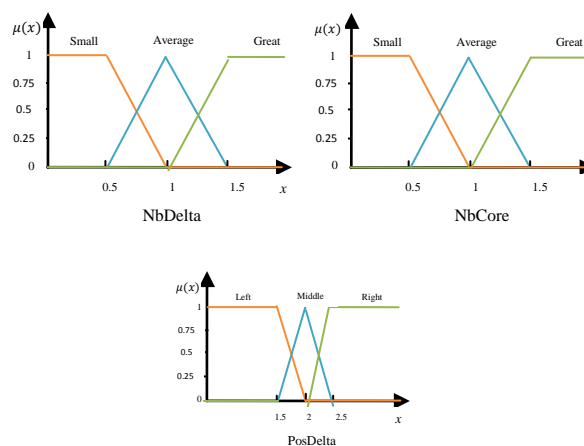 μ(x)
Small Average Great
1
0.75
0.5
0.25
0
0.5 1 1.5 x
NbDelta
μ(x)
Small Average Great
1
0.75
0.5
0.25
0
0.5 1 1.5
NbCore
μ(x)
Left Middle Right
1
0.75
0.5
0.25
0
1.5 2 2.5 x
PosDelta